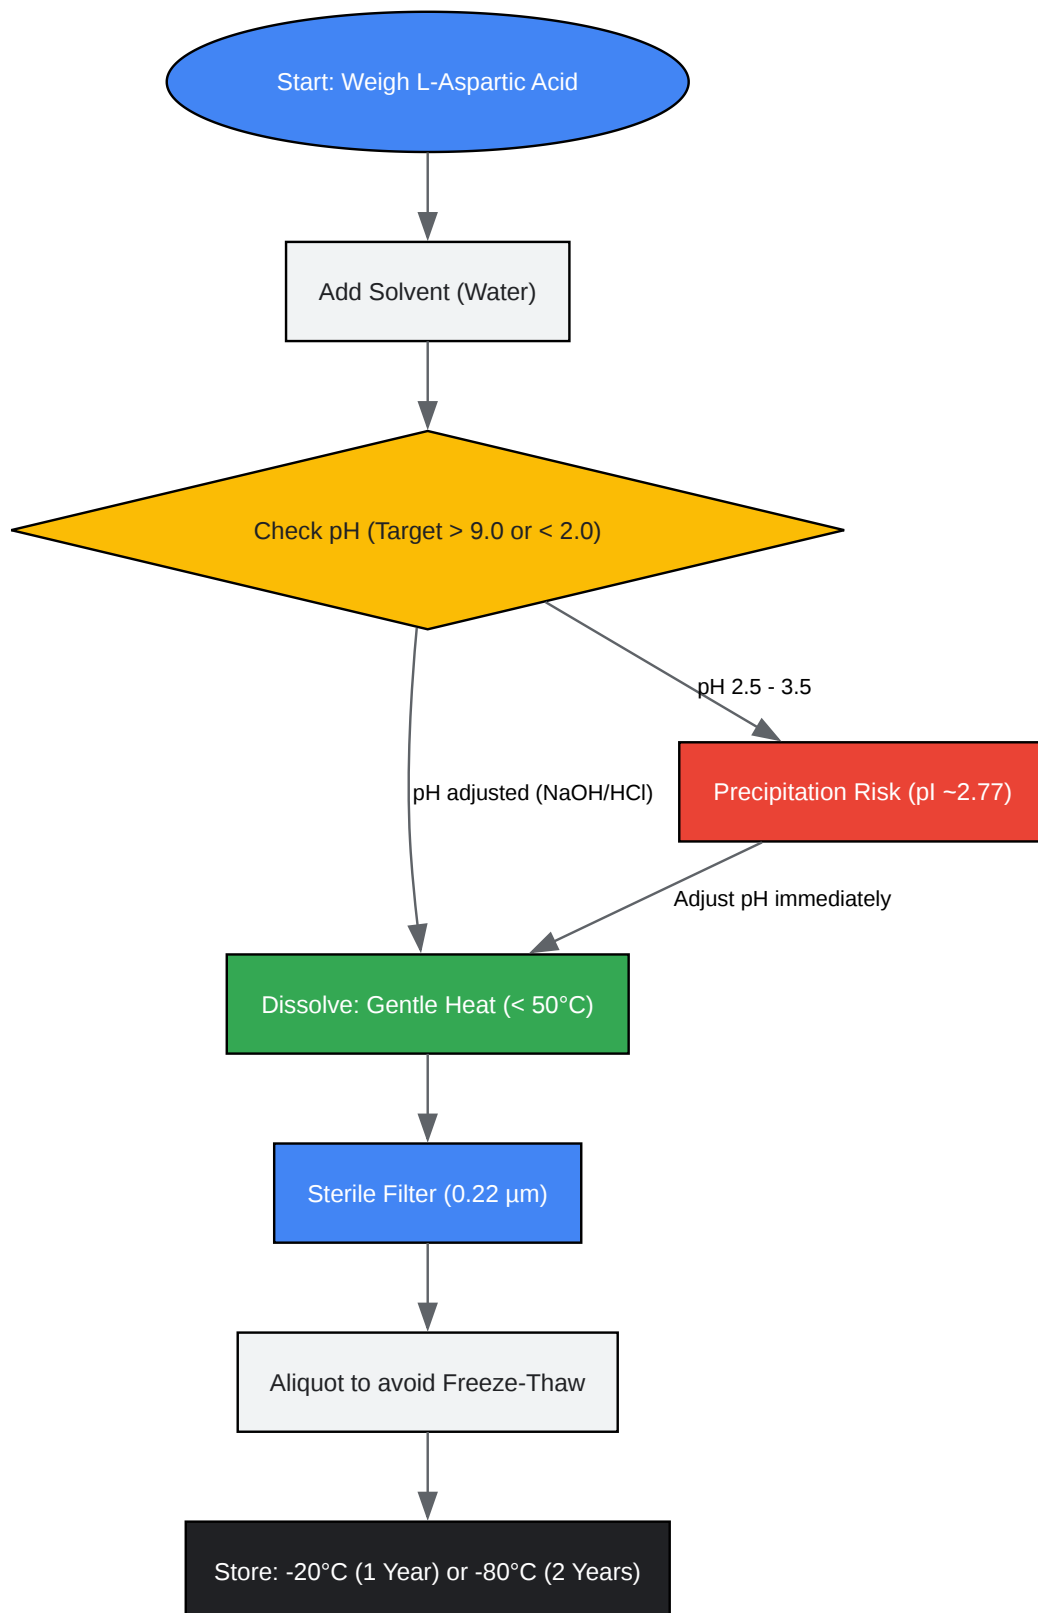 Start: Weigh L-Aspartic Acid
Add Solvent (Water)
Check pH (Target > 9.0 or < 2.0)
pH 2.5 - 3.5
pH adjusted (NaOH/HCl)
Precipitation Risk (pI ~2.77)
Adjust pH immediately
Dissolve: Gentle Heat (< 50°C)
Sterile Filter (0.22 µm)
Aliquot to avoid Freeze-Thaw
Store: -20°C (1 Year) or -80°C (2 Years)